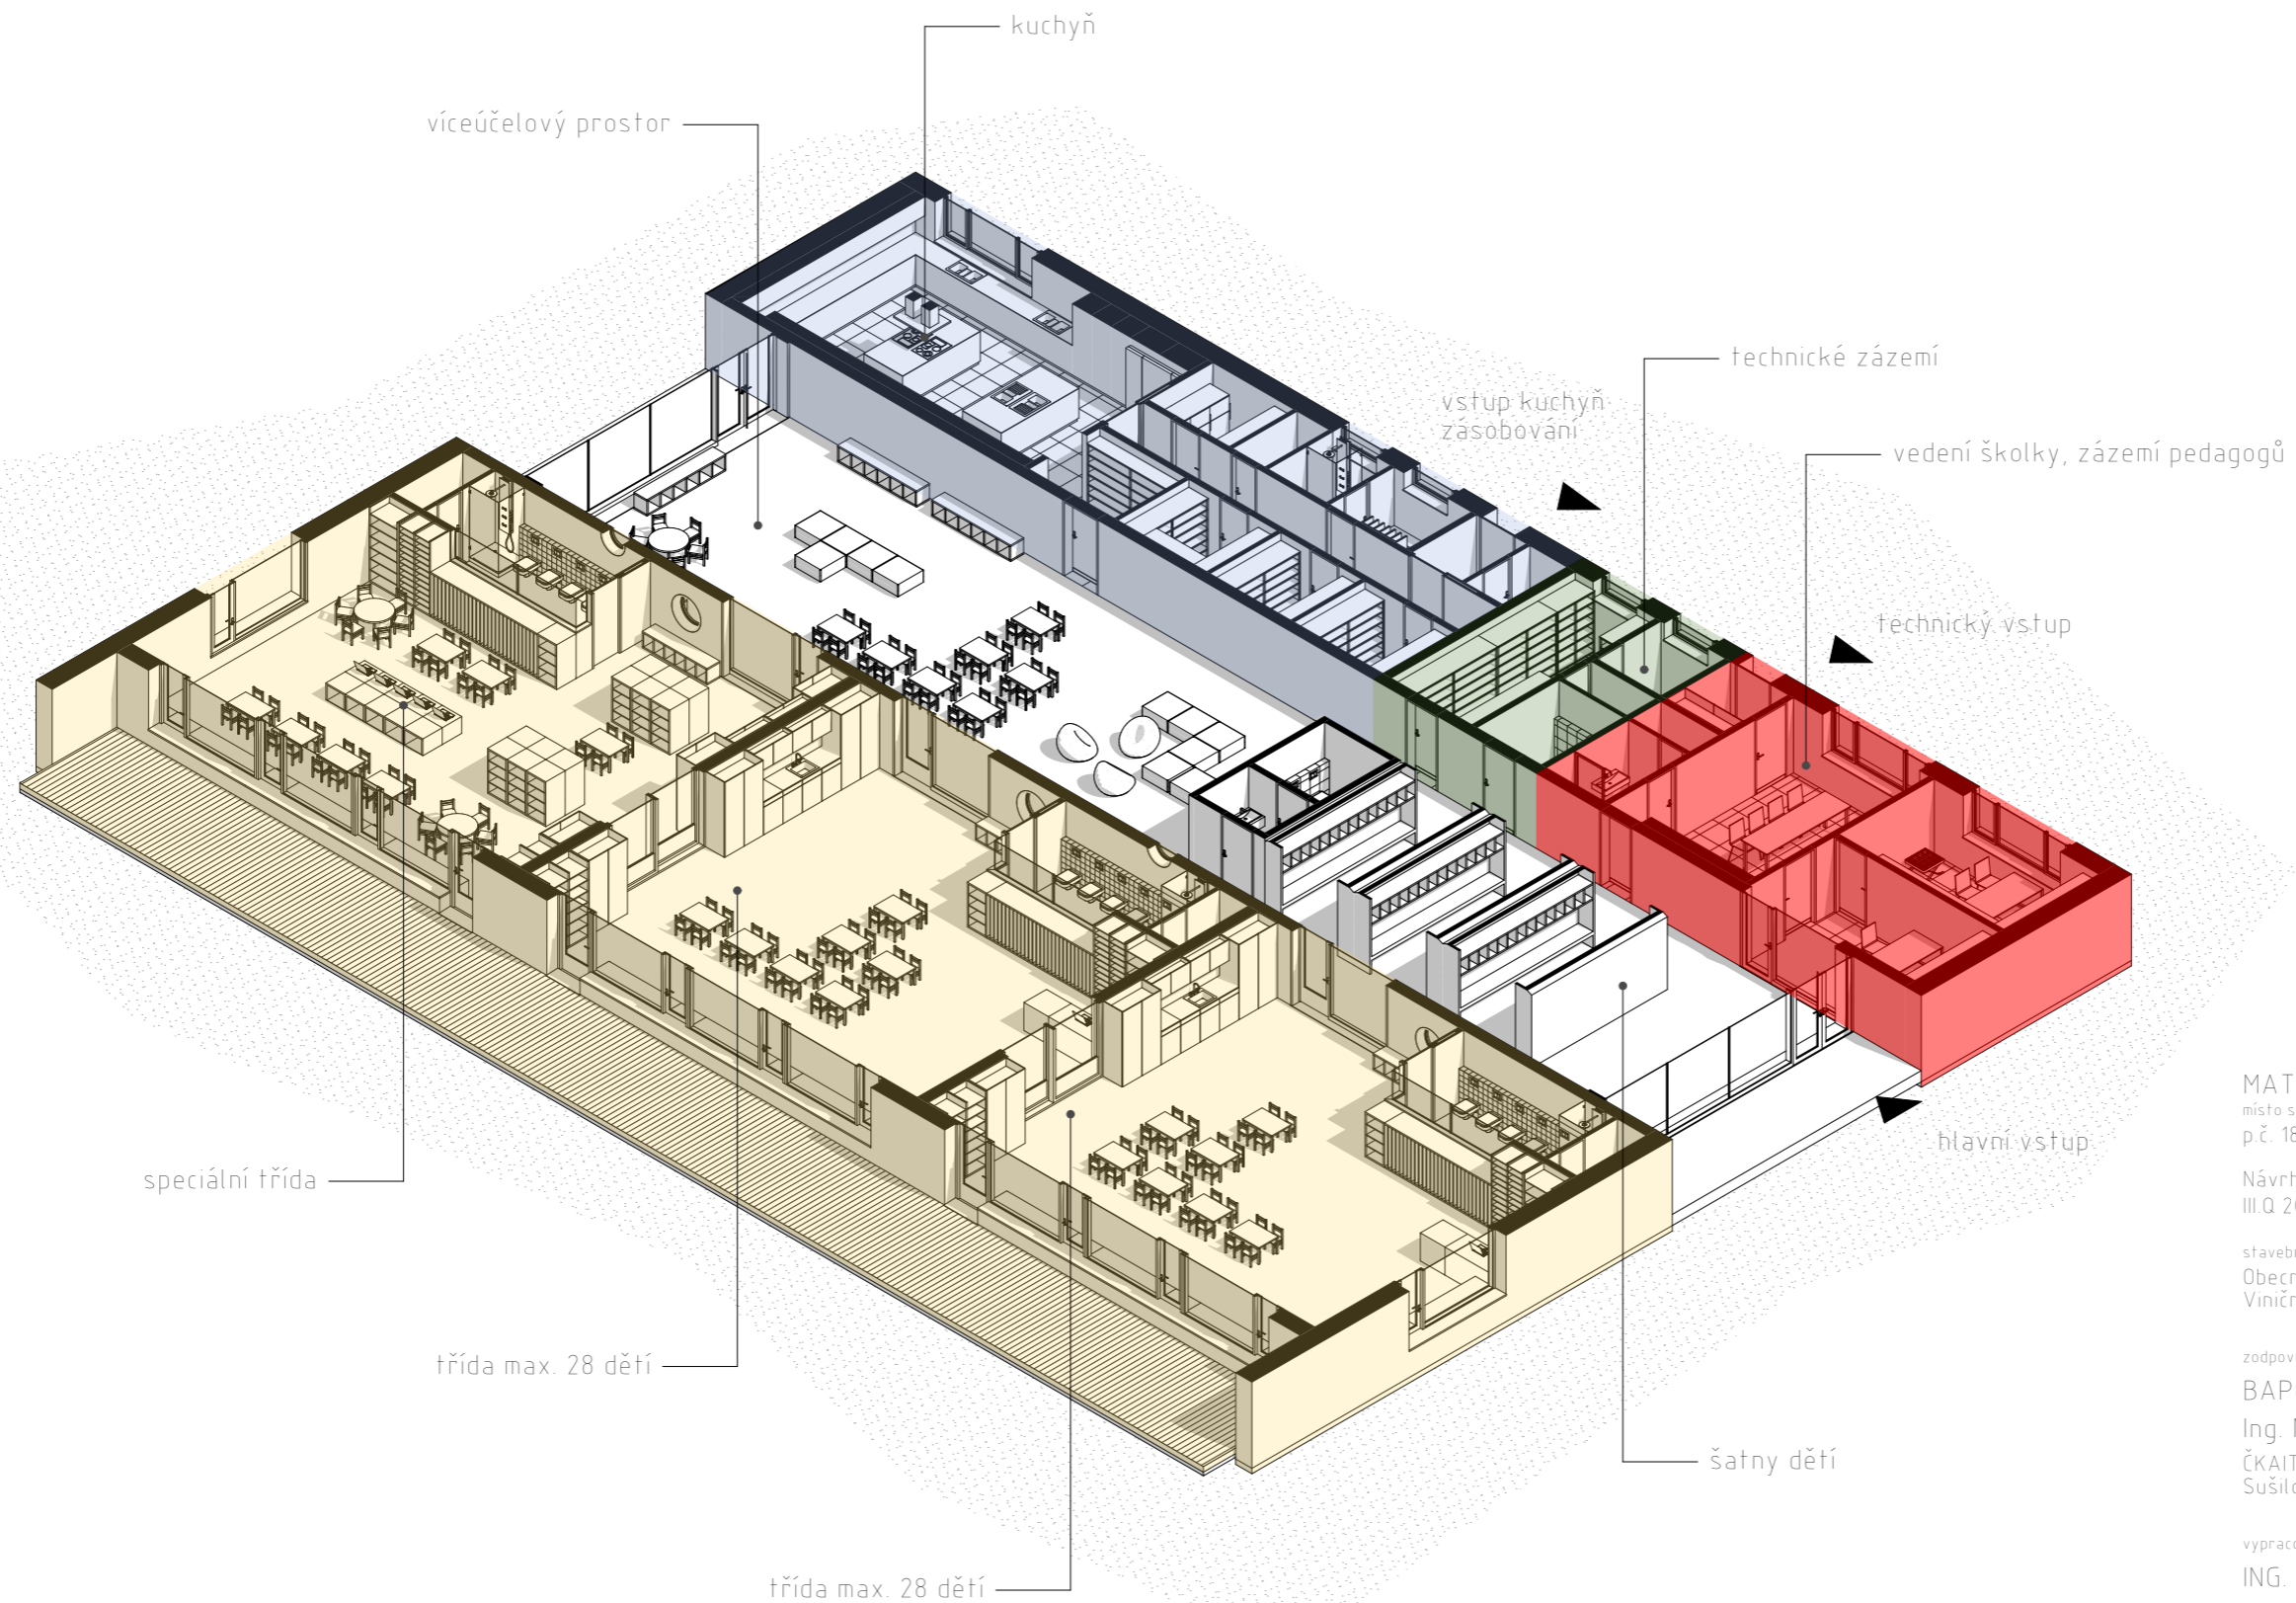 kuchyň
víceúčelový prostor
technické zázemí
vstup kuchyň
zásobování
vedení školky, zázemí pedagogů
technický vstup
hlavní vstup
speciální třída
třída max. 28 dětí
šatny dětí
třída max. 28 dětí
MAT
místo s
p.č. 18
Návrh
III.Q 2
stavebn
Obecn
Viničn
zodpov
BAP
Ing.
ČKAIT
Sušilo
vypraco
ING.